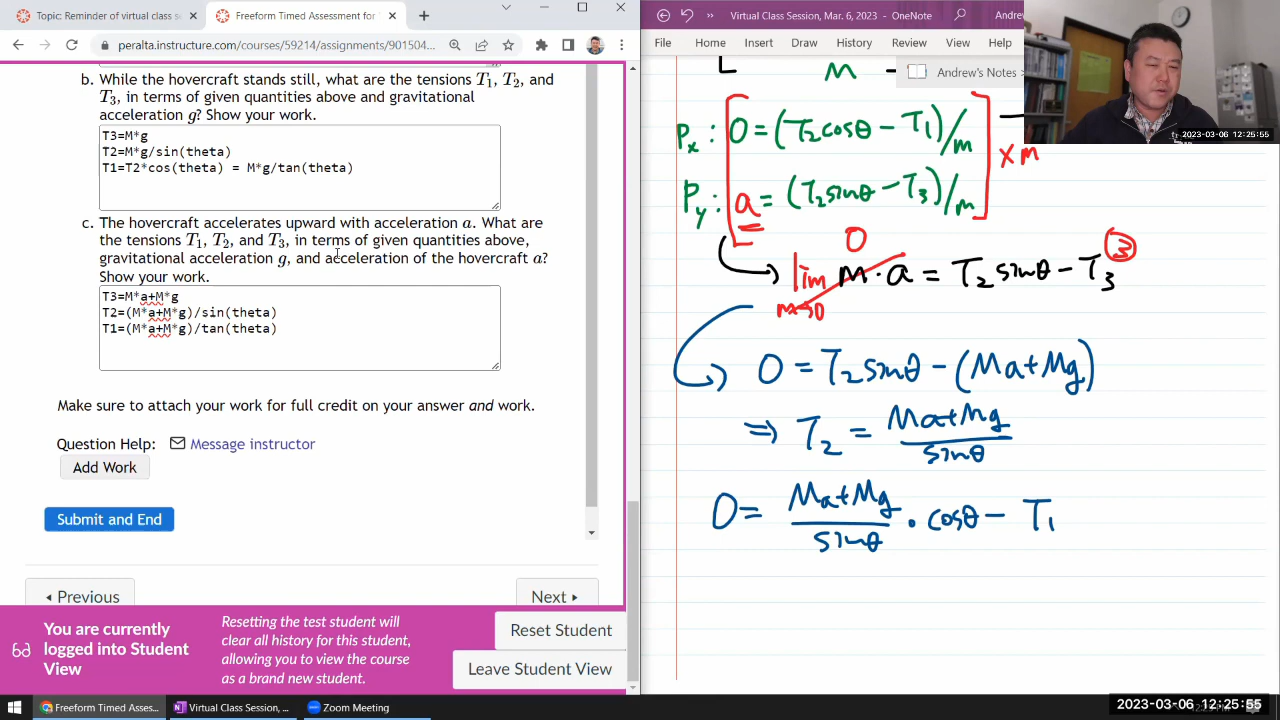 Topic: Reminder of virtual class s
Freeform Timed Assessment for
peralta.instructure.com/courses/59214/assignments/901504...
b. While the hovercraft stands still, what are the tensions T₁, T₂, and
T₃, in terms of given quantities above and gravitational
acceleration g? Show your work.
T3=M*g
T2=M*g/sin(theta)
T1=T2*cos(theta) = M*g/tan(theta)
c. The hovercraft accelerates upward with acceleration a. What are
the tensions T₁, T₂, and T₃, in terms of given quantities above,
gravitational acceleration g, and acceleration of the hovercraft a?
Show your work.
T3=M*a+M*g
T2=(M*a+M*g)/sin(theta)
T1=(M*a+M*g)/tan(theta)
Make sure to attach your work for full credit on your answer and work.
Question Help: Message instructor
Add Work
Submit and End
Previous
Next
You are currently
logged into Student
View
Resetting the test student will
clear all history for this student,
allowing you to view the course
as a brand new student.
Reset Student
Leave Student View
Virtual Class Session, Mar. 6, 2023 - OneNote
Andre
File Home Insert Draw History Review View Help
Andrew's Notes >
m
Pₓ: 0 = (T₂cosθ − T₁)/m
× m
P_y: a = (T₂sinθ − T₃)/m
0
lim m→0 m · a = T₂ sinθ − T₃ ③
0 = T₂ sinθ − (Ma+Mg)
⇒ T₂ = (Ma+Mg)/sinθ
0 = (Ma+Mg)/sinθ · cosθ − T₁
2023-03-06 12:25:55
Freeform Timed Asses...
Virtual Class Session, ...
Zoom Meeting
2023-03-06 12:25:55